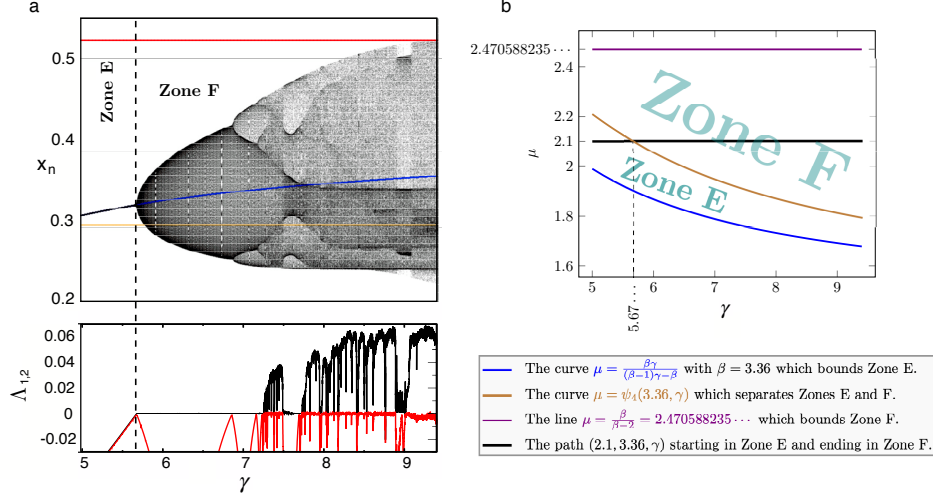 a
0.5
0.4
xn
0.3
0.2
Zone E
Zone F
0.06
0.04
0.02
0
-0.02
Λ1,2
5
6
7
8
9
γ
b
2.470588235···
2.4
2.2
2.1
2
1.8
1.6
μ
Zone F
Zone E
5
6
7
8
9
5.67···
γ
The curve μ = βγ/((β−1)γ−β) with β = 3.36 which bounds Zone E.
The curve μ = ψ4(3.36, γ) which separates Zones E and F.
The line μ = β/(β−2) = 2.470588235··· which bounds Zone F.
The path (2.1, 3.36, γ) starting in Zone E and ending in Zone F.